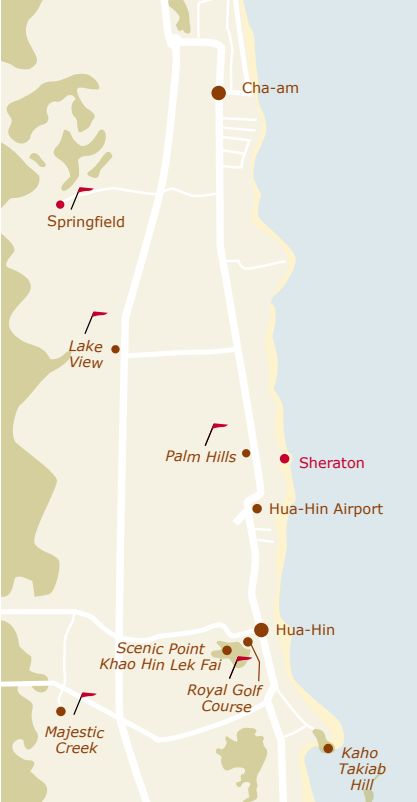 Cha-am
Springfield
Lake
View
Palm Hills
Sheraton
Hua-Hin Airport
Hua-Hin
Scenic Point
Khao Hin Lek Fai
Royal Golf
Course
Majestic
Creek
Kaho
Takiab
Hill